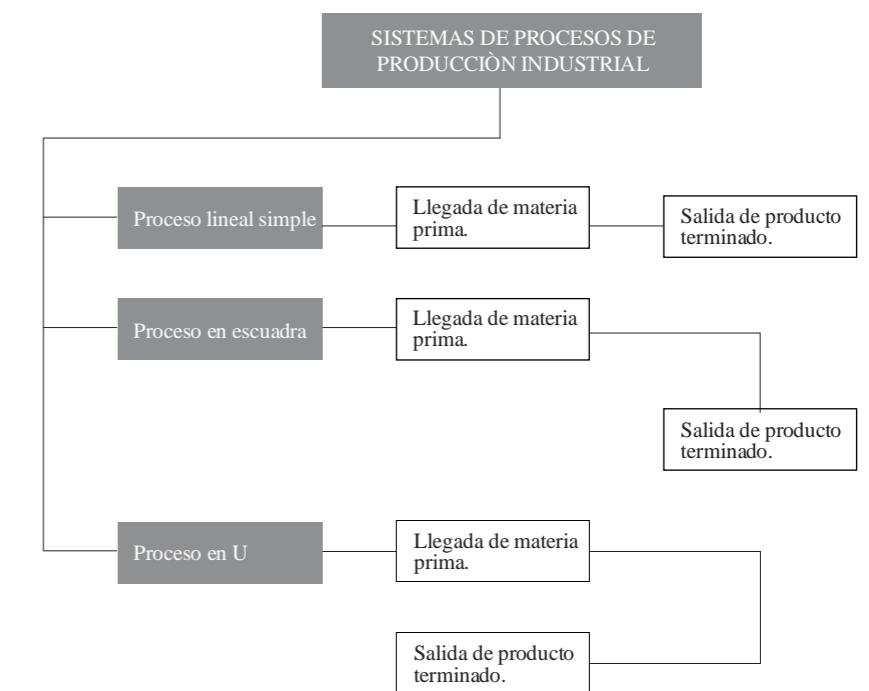 SISTEMAS DE PROCESOS DE
PRODUCCIÒN INDUSTRIAL
Proceso lineal simple
Llegada de materia
prima.
Salida de producto
terminado.
Proceso en escuadra
Llegada de materia
prima.
Salida de producto
terminado.
Proceso en U
Llegada de materia
prima.
Salida de producto
terminado.